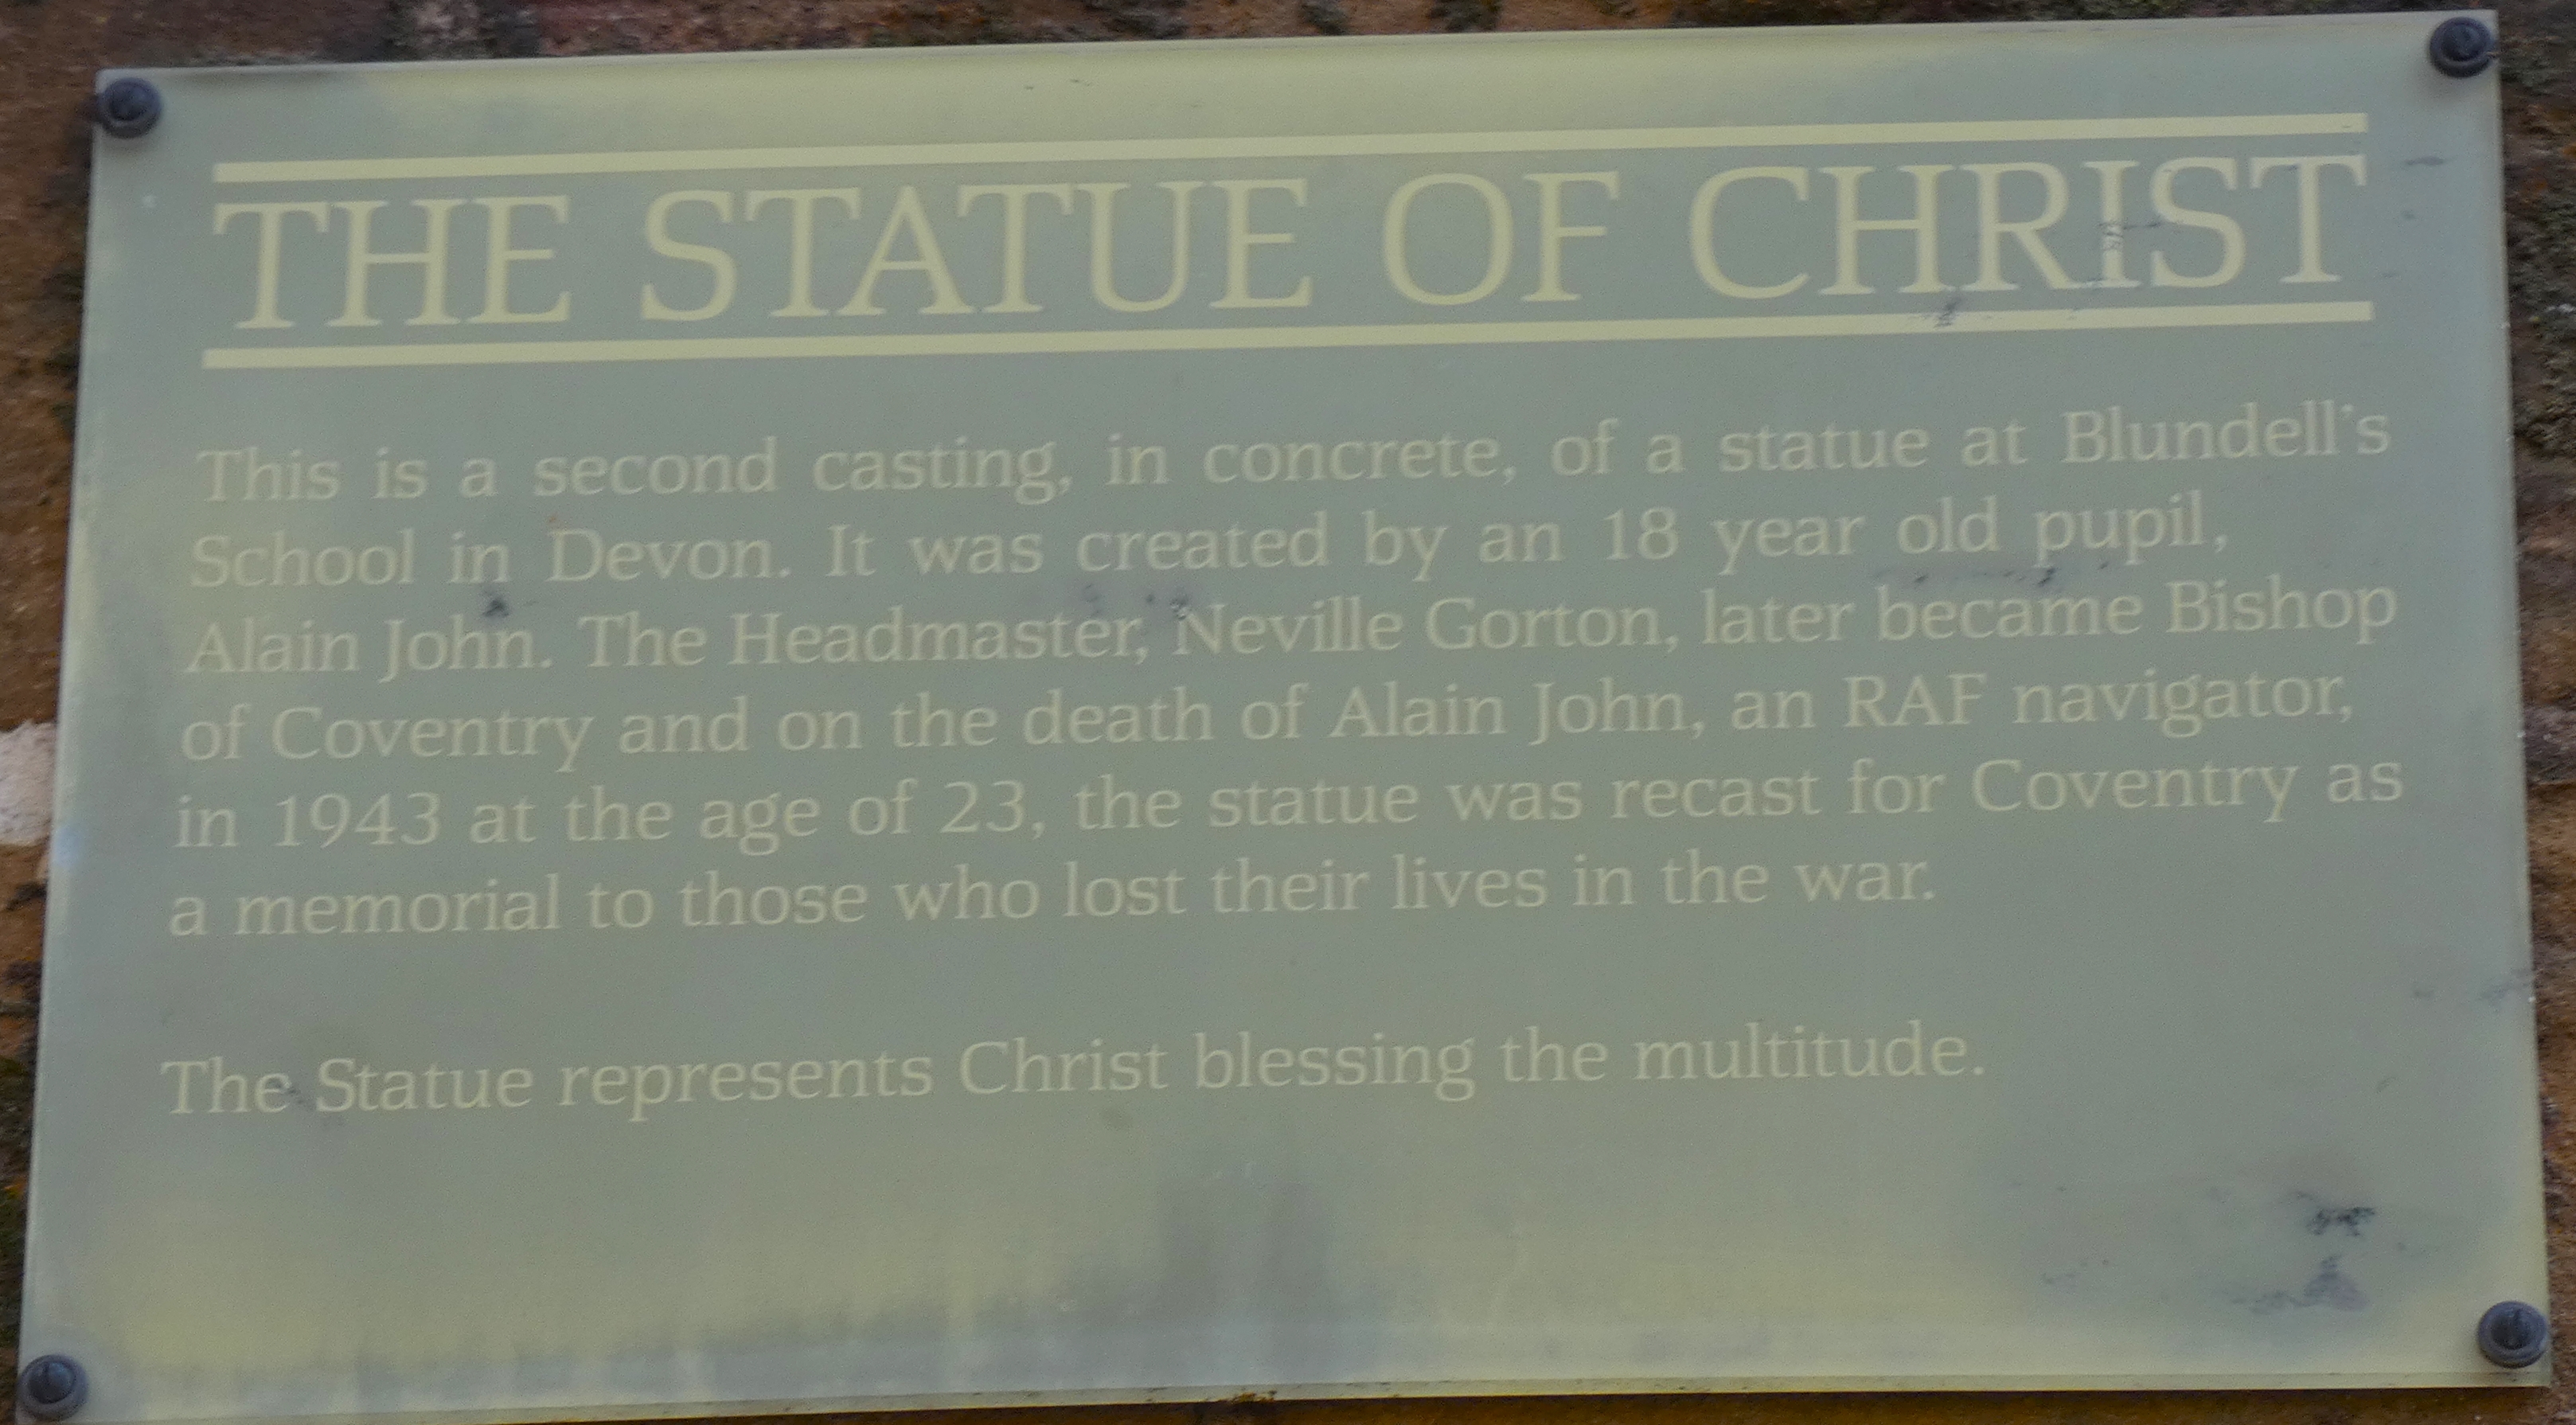 THE STATUE OF CHRIST
This is a second casting, in concrete, of a statue at Blundell's
School in Devon. It was created by an 18 year old pupil,
Alain John. The Headmaster, Neville Gorton, later became Bishop
of Coventry and on the death of Alain John, an RAF navigator,
in 1943 at the age of 23, the statue was recast for Coventry as
a memorial to those who lost their lives in the war.
The Statue represents Christ blessing the multitude.